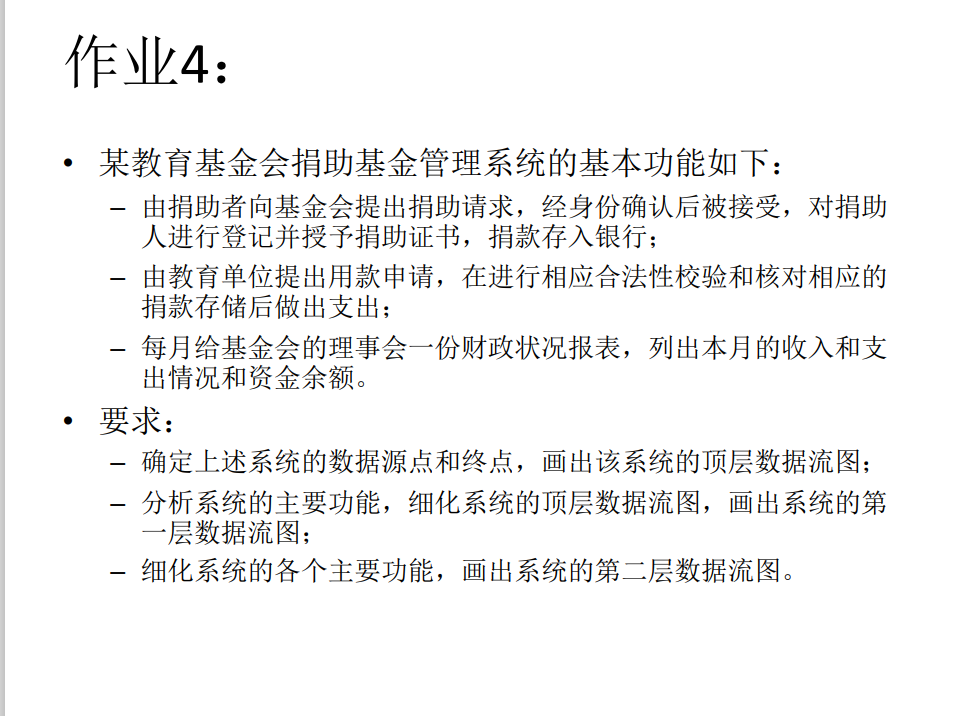 作业4：
• 某教育基金会捐助基金管理系统的基本功能如下：
– 由捐助者向基金会提出捐助请求，经身份确认后被接受，对捐助
人进行登记并授予捐助证书，捐款存入银行；
– 由教育单位提出用款申请，在进行相应合法性校验和核对相应的
捐款存储后做出支出；
– 每月给基金会的理事会一份财政状况报表，列出本月的收入和支
出情况和资金余额。
• 要求：
– 确定上述系统的数据源点和终点，画出该系统的顶层数据流图；
– 分析系统的主要功能，细化系统的顶层数据流图，画出系统的第
一层数据流图；
– 细化系统的各个主要功能，画出系统的第二层数据流图。